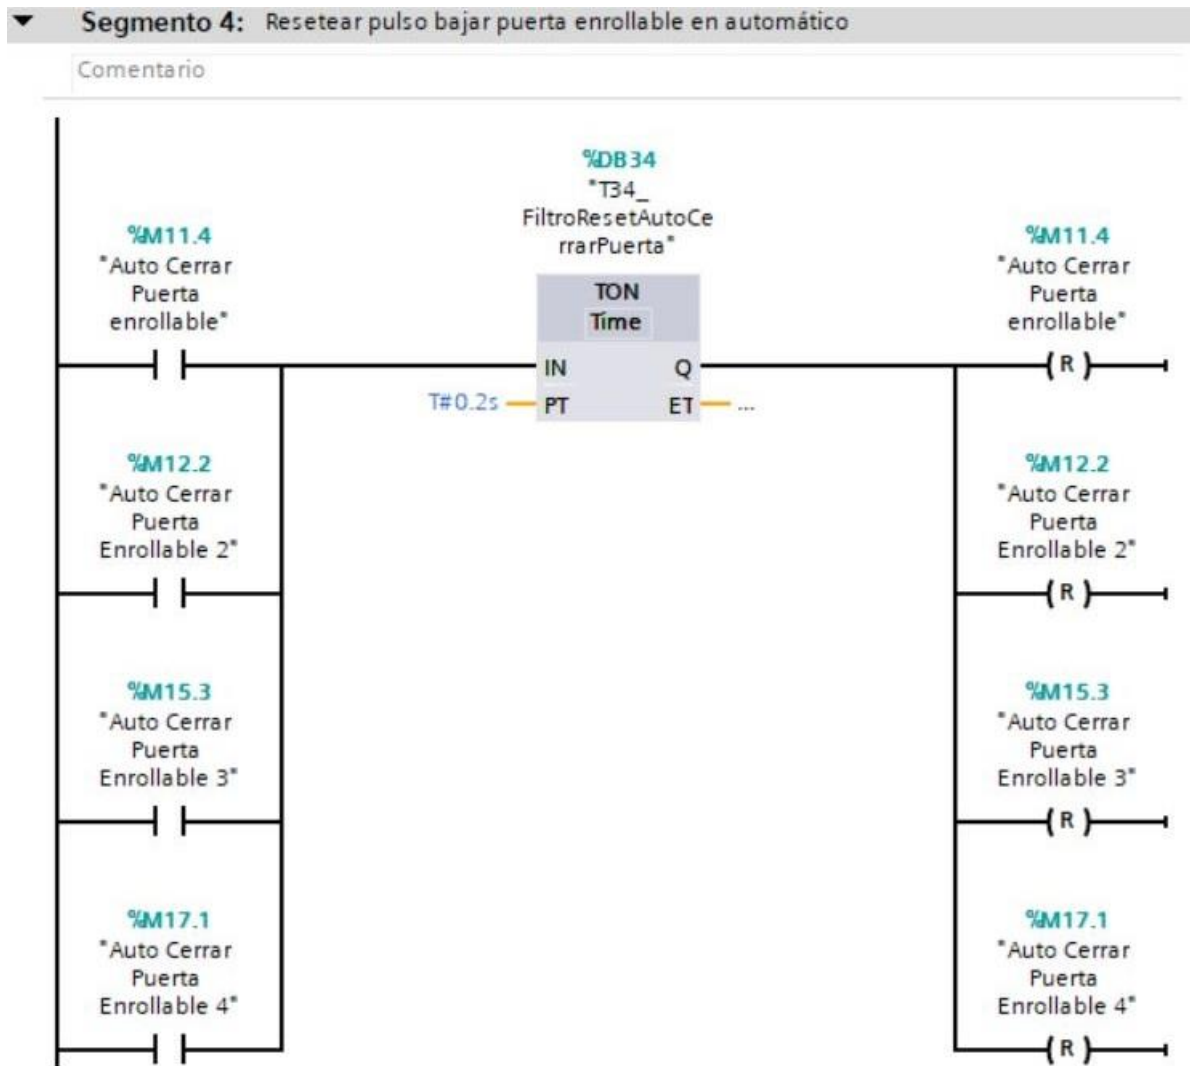 Segmento 4: Resetear pulso bajar puerta enrollable en automático
Comentario
%DB34
"T34_
FiltroResetAutoCe
rrarPuerta"
%M11.4
"Auto Cerrar
Puerta
enrollable"
TON
Time
IN
Q
T#0.2s
PT
ET
...
%M11.4
"Auto Cerrar
Puerta
enrollable"
R
%M12.2
"Auto Cerrar
Puerta
Enrollable 2"
%M12.2
"Auto Cerrar
Puerta
Enrollable 2"
R
%M15.3
"Auto Cerrar
Puerta
Enrollable 3"
%M15.3
"Auto Cerrar
Puerta
Enrollable 3"
R
%M17.1
"Auto Cerrar
Puerta
Enrollable 4"
%M17.1
"Auto Cerrar
Puerta
Enrollable 4"
R